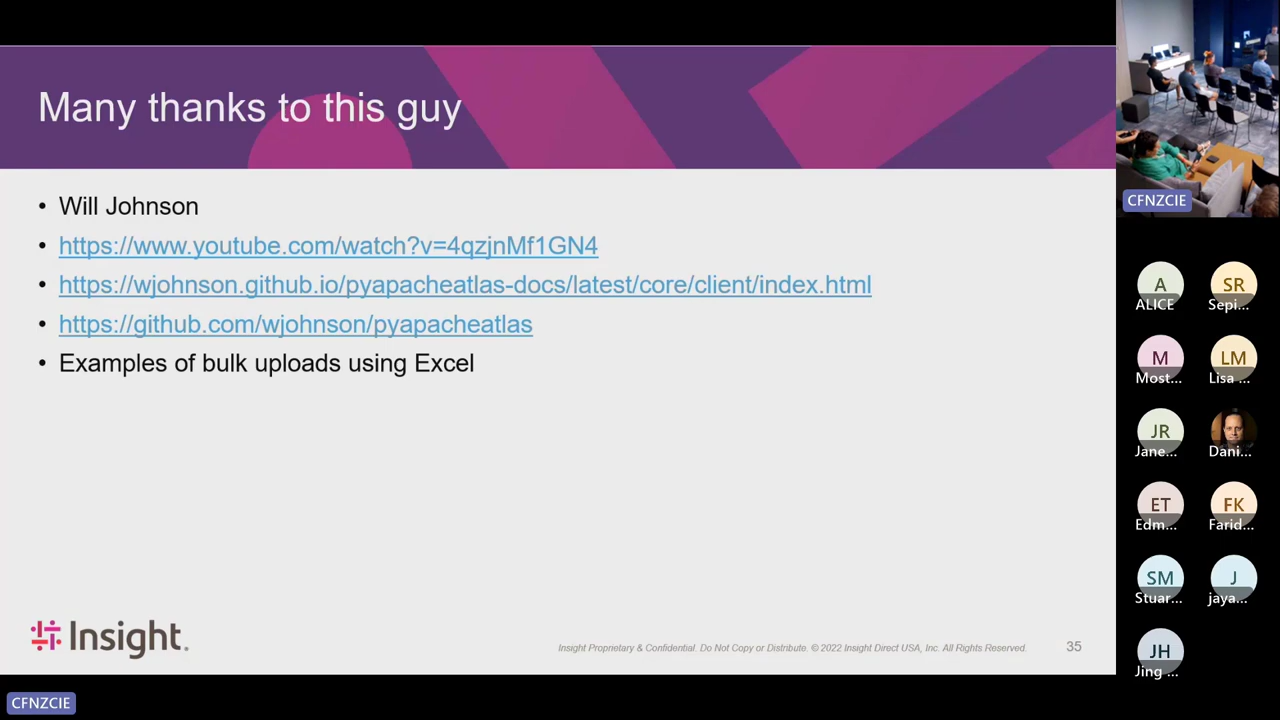 Many thanks to this guy
• Will Johnson
• https://www.youtube.com/watch?v=4qzjnMf1GN4
• https://wjohnson.github.io/pyapacheatlas-docs/latest/core/client/index.html
• https://github.com/wjohnson/pyapacheatlas
• Examples of bulk uploads using Excel
Insight.
Insight Proprietary & Confidential. Do Not Copy or Distribute. © 2022 Insight Direct USA, Inc. All Rights Reserved.
35
CFNZCIE
CFNZCIE
A
ALICE
SR
Sepi...
M
Most...
LM
Lisa ...
JR
Jane...
Dani...
ET
Edm...
FK
Farid...
SM
Stuar...
J
jaya...
JH
Jing ...